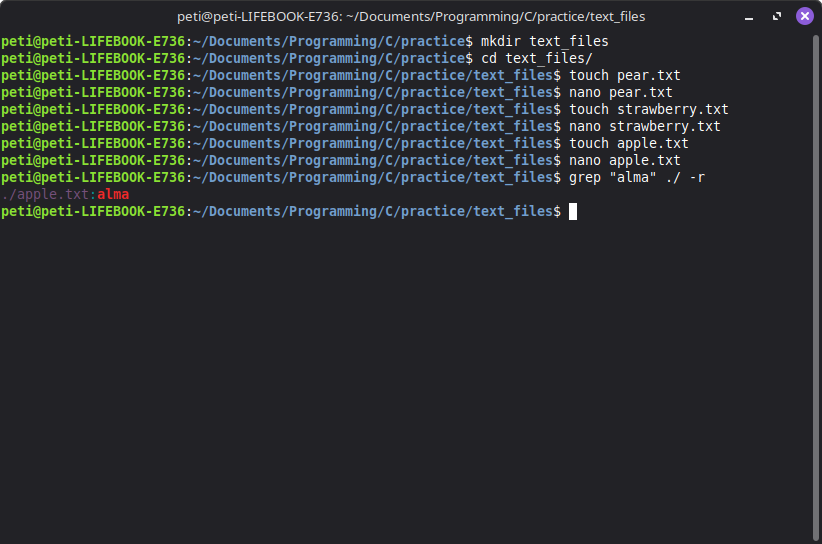 peti@peti-LIFEBOOK-E736: ~/Documents/Programming/C/practice/text_files
peti@peti-LIFEBOOK-E736:~/Documents/Programming/C/practice$ mkdir text_files
peti@peti-LIFEBOOK-E736:~/Documents/Programming/C/practice$ cd text_files/
peti@peti-LIFEBOOK-E736:~/Documents/Programming/C/practice/text_files$ touch pear.txt
peti@peti-LIFEBOOK-E736:~/Documents/Programming/C/practice/text_files$ nano pear.txt
peti@peti-LIFEBOOK-E736:~/Documents/Programming/C/practice/text_files$ touch strawberry.txt
peti@peti-LIFEBOOK-E736:~/Documents/Programming/C/practice/text_files$ nano strawberry.txt
peti@peti-LIFEBOOK-E736:~/Documents/Programming/C/practice/text_files$ touch apple.txt
peti@peti-LIFEBOOK-E736:~/Documents/Programming/C/practice/text_files$ nano apple.txt
peti@peti-LIFEBOOK-E736:~/Documents/Programming/C/practice/text_files$ grep "alma" ./ -r
./apple.txt:alma
peti@peti-LIFEBOOK-E736:~/Documents/Programming/C/practice/text_files$